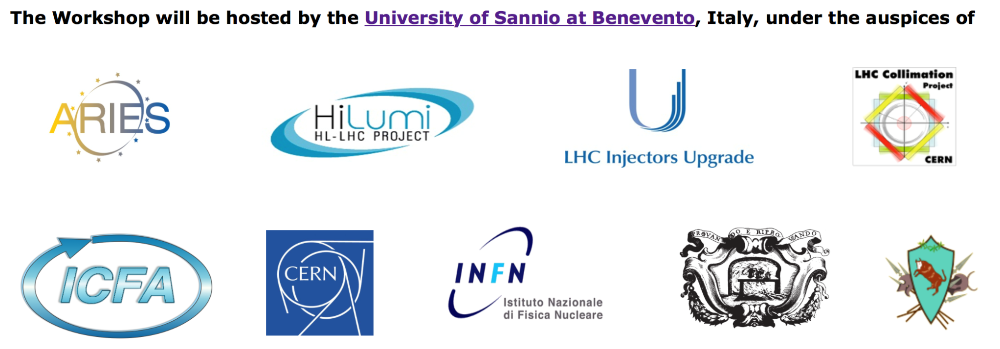 The Workshop will be hosted by the University of Sannio at Benevento, Italy, under the auspices of
ARIES
HiLumi
HL-LHC PROJECT
LHC Injectors Upgrade
LHC Collimation
Project
CERN
ICFA
CERN
INFN
Istituto Nazionale
di Fisica Nucleare
PROVANDO E RIPROVANDO